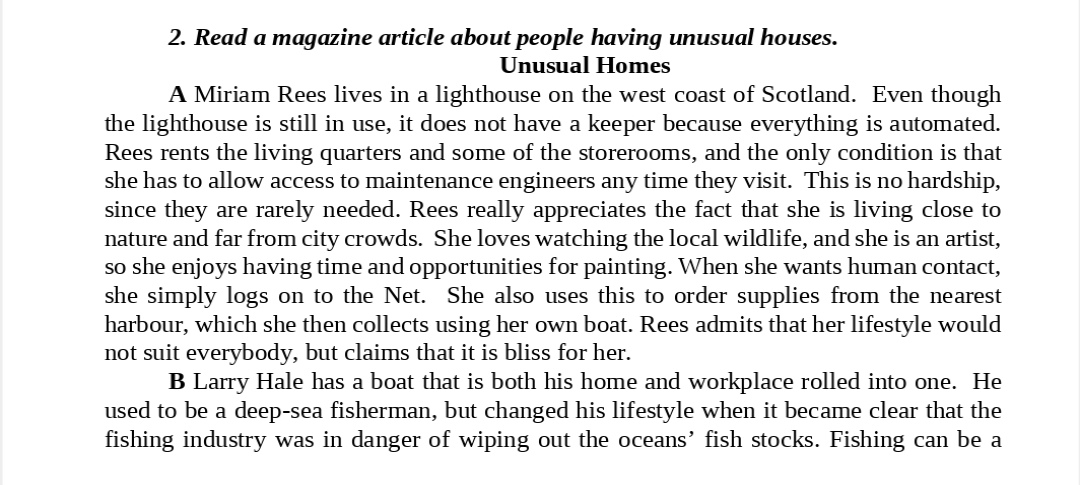 2. Read a magazine article about people having unusual houses.
Unusual Homes
A Miriam Rees lives in a lighthouse on the west coast of Scotland. Even though
the lighthouse is still in use, it does not have a keeper because everything is automated.
Rees rents the living quarters and some of the storerooms, and the only condition is that
she has to allow access to maintenance engineers any time they visit. This is no hardship,
since they are rarely needed. Rees really appreciates the fact that she is living close to
nature and far from city crowds. She loves watching the local wildlife, and she is an artist,
so she enjoys having time and opportunities for painting. When she wants human contact,
she simply logs on to the Net. She also uses this to order supplies from the nearest
harbour, which she then collects using her own boat. Rees admits that her lifestyle would
not suit everybody, but claims that it is bliss for her.
B Larry Hale has a boat that is both his home and workplace rolled into one. He
used to be a deep-sea fisherman, but changed his lifestyle when it became clear that the
fishing industry was in danger of wiping out the oceans’ fish stocks. Fishing can be a